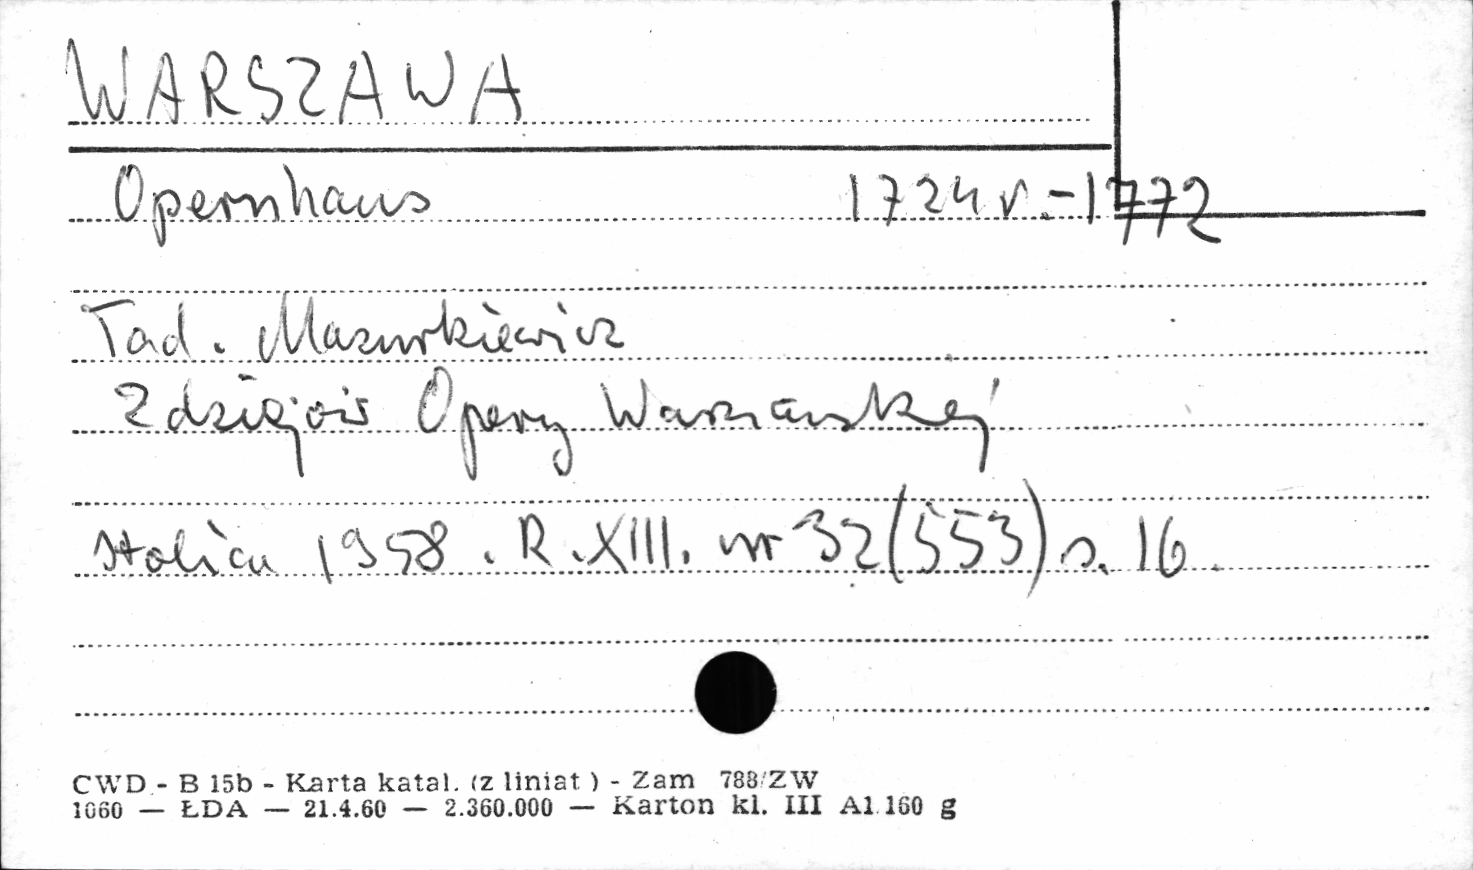 WARSZAWA
Opernhaus 1724 r.-1772
Tad. Mazurkiewicz
Z dziejów Opery Warszawskiej
Stolica 1958. R.XIII. nr 32(553) s. 16.
CWD - B 15b - Karta katal. (z liniat) - Zam 788/ZW
1060 — ŁDA — 21.4.60 — 2.360.000 — Karton kl. III A1 160 g